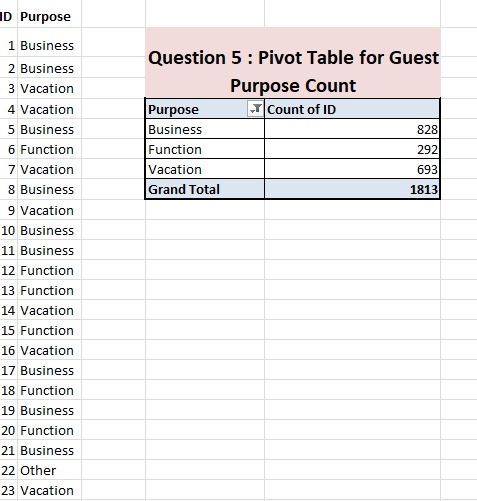 ID Purpose
1 Business
2 Business
3 Vacation
4 Vacation
5 Business
6 Function
7 Vacation
8 Business
9 Vacation
10 Business
11 Business
12 Function
13 Function
14 Vacation
15 Function
16 Vacation
17 Business
18 Function
19 Business
20 Function
21 Business
22 Other
23 Vacation
Question 5 : Pivot Table for Guest
Purpose Count
Purpose Count of ID
Business 828
Function 292
Vacation 693
Grand Total 1813